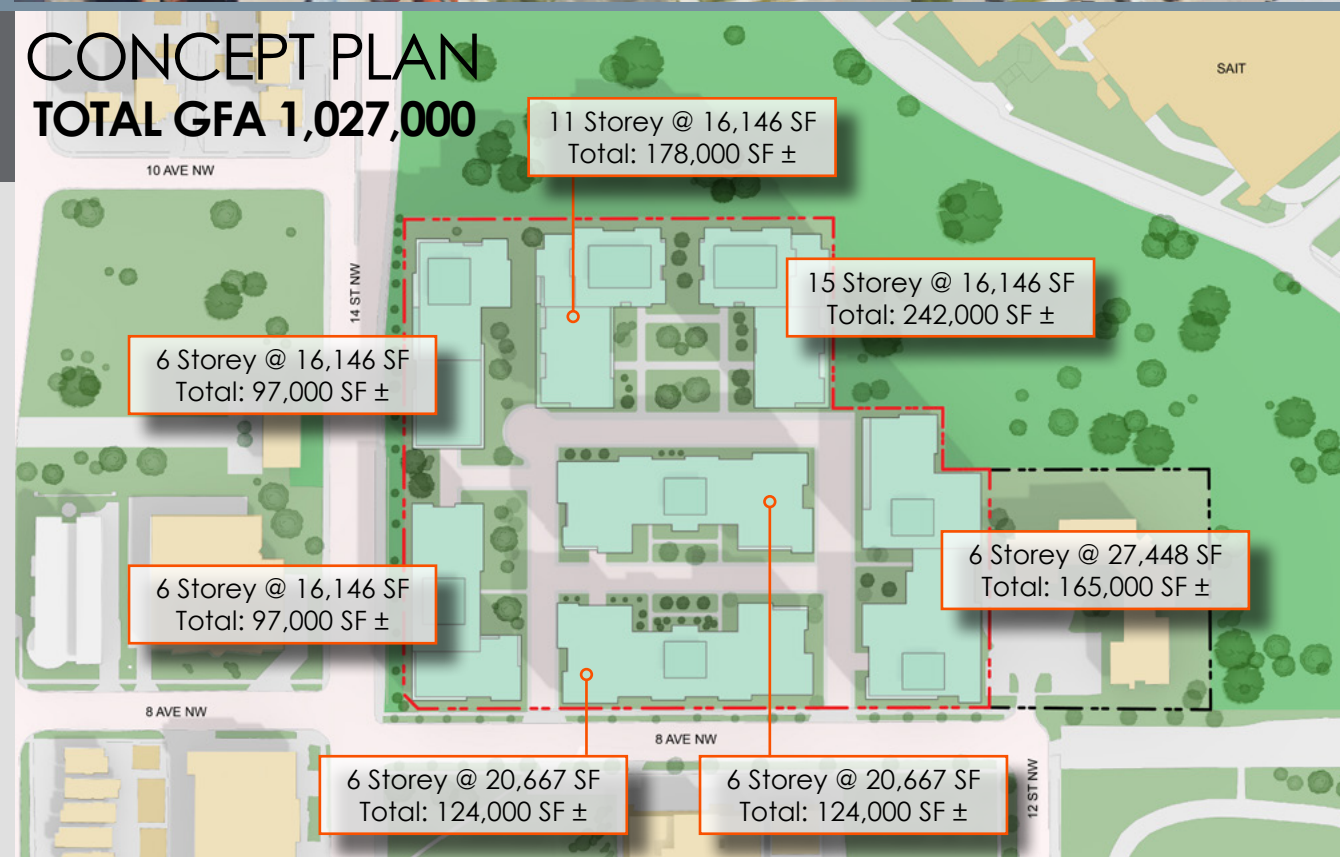 CONCEPT PLAN
TOTAL GFA 1,027,000
SAIT
11 Storey @ 16,146 SF
Total: 178,000 SF ±
10 AVE NW
14 ST NW
15 Storey @ 16,146 SF
Total: 242,000 SF ±
6 Storey @ 16,146 SF
Total: 97,000 SF ±
6 Storey @ 27,448 SF
Total: 165,000 SF ±
6 Storey @ 16,146 SF
Total: 97,000 SF ±
8 AVE NW
8 AVE NW
6 Storey @ 20,667 SF
Total: 124,000 SF ±
6 Storey @ 20,667 SF
Total: 124,000 SF ±
12 ST NW